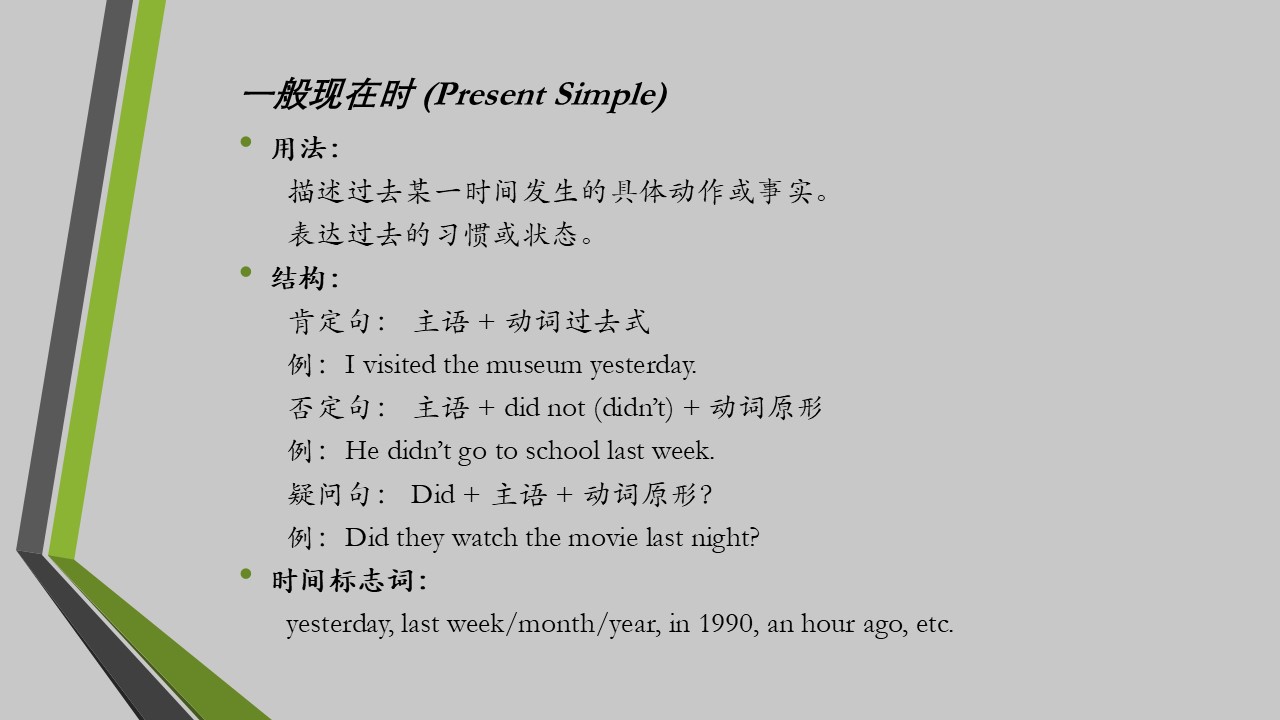 一般现在时 (Present Simple)
• 用法：
描述过去某一时间发生的具体动作或事实。
表达过去的习惯或状态。
• 结构：
肯定句： 主语 + 动词过去式
例：I visited the museum yesterday.
否定句： 主语 + did not (didn’t) + 动词原形
例：He didn’t go to school last week.
疑问句： Did + 主语 + 动词原形？
例：Did they watch the movie last night?
• 时间标志词：
yesterday, last week/month/year, in 1990, an hour ago, etc.